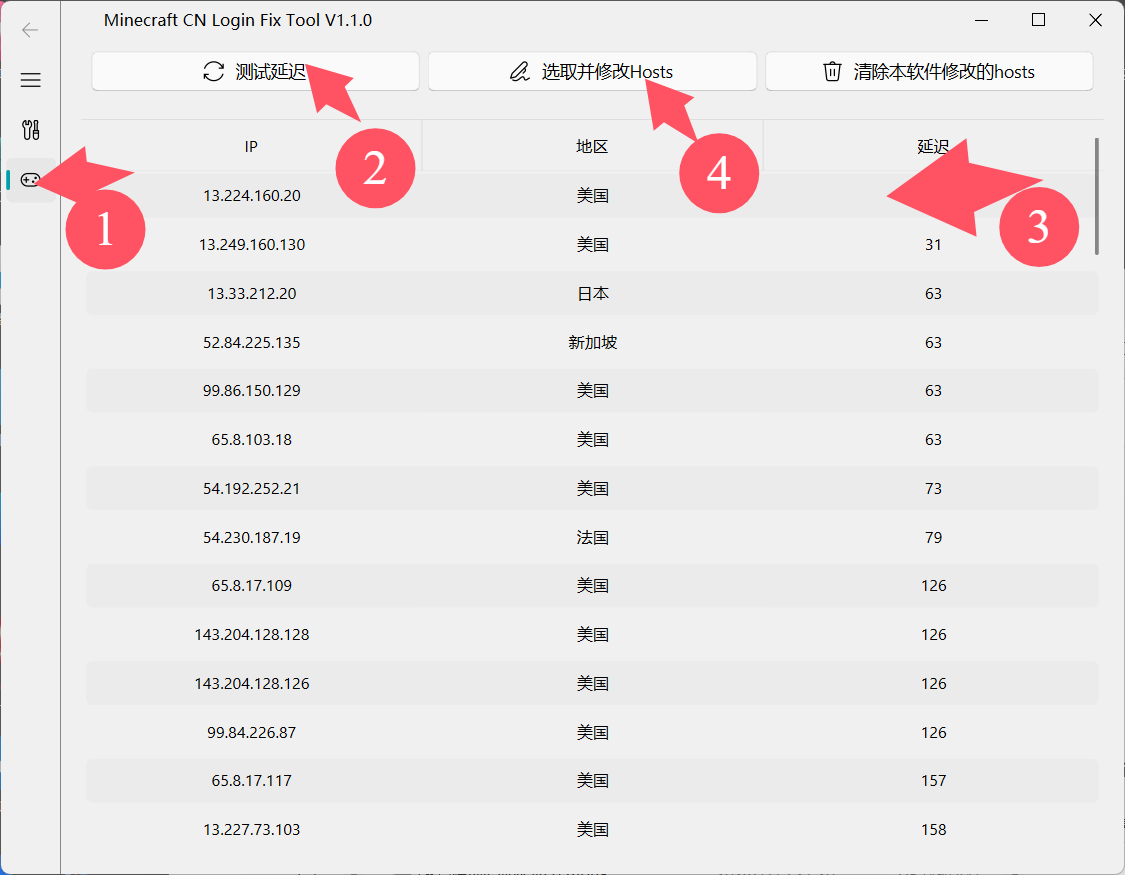 Minecraft CN Login Fix Tool V1.1.0
测试延迟 选取并修改Hosts 清除本软件修改的hosts
IP 地区 延迟
13.224.160.20 美国
13.249.160.130 美国 31
13.33.212.20 日本 63
52.84.225.135 新加坡 63
99.86.150.129 美国 63
65.8.103.18 美国 63
54.192.252.21 美国 73
54.230.187.19 法国 79
65.8.17.109 美国 126
143.204.128.128 美国 126
143.204.128.126 美国 126
99.84.226.87 美国 126
65.8.17.117 美国 157
13.227.73.103 美国 158
1
2
3
4